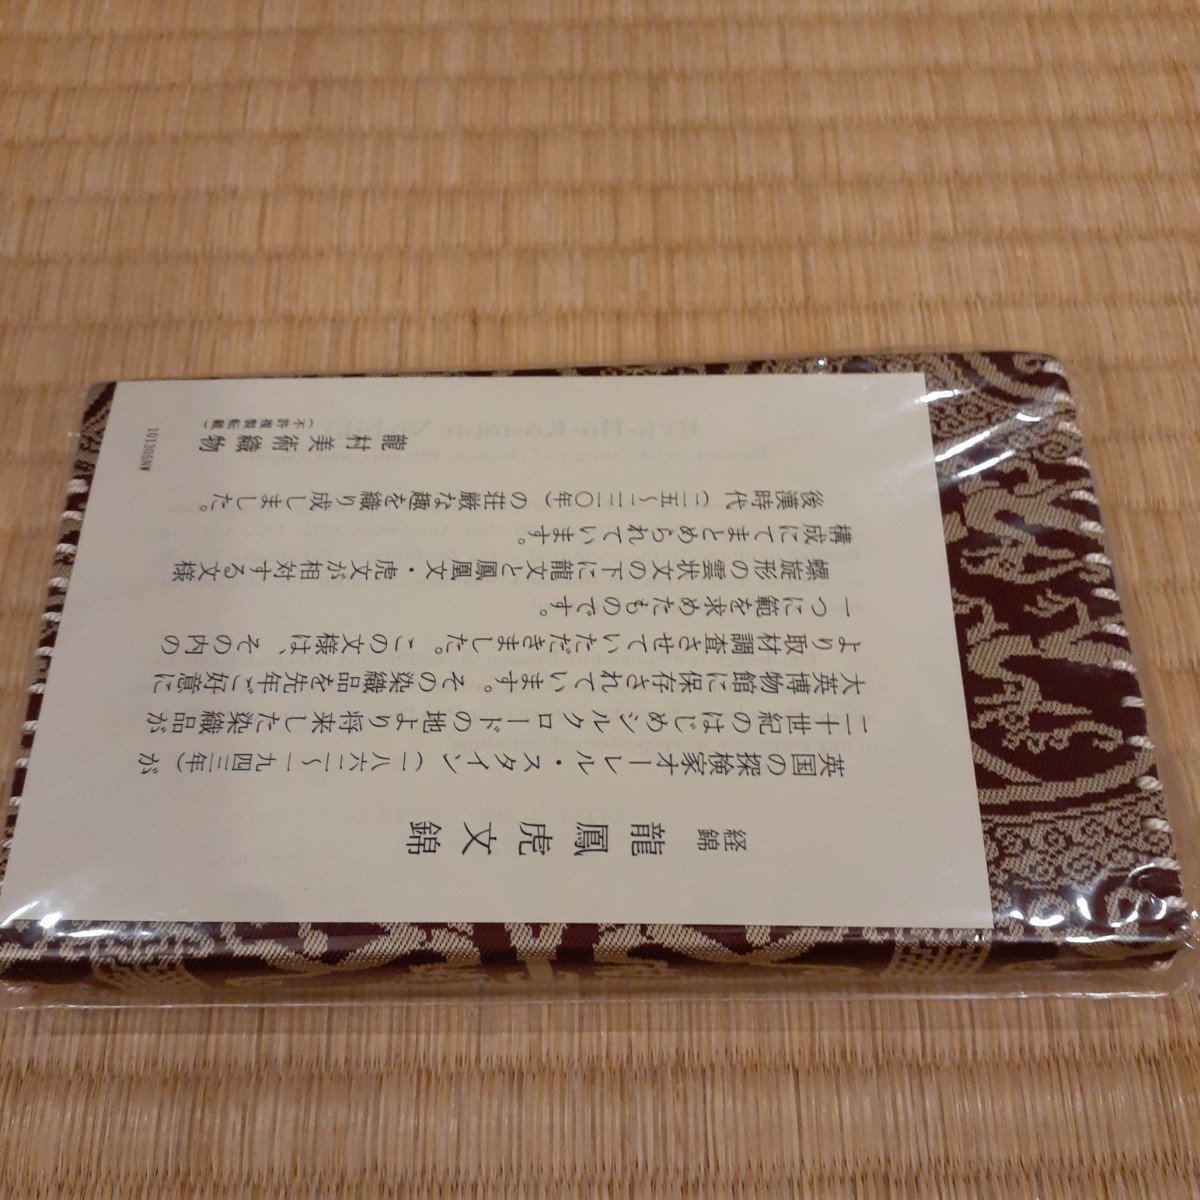 経錦 龍鳳虎文錦
英国の探検家オーレル・スタイン(一八六二〜一九四三年)が
二十世紀のはじめシルクロードの地より将来した染織品が
大英博物館に保存されています。その染織品を先年ご好意に
より取材調査させていただきました。この文様は、その内の
一つに範を求めたものです。
螺旋形の雲状文の下に龍文と鳳凰文・虎文が相対する文様
構成にてまとめられています。
後漢時代(二五〜二二〇年)の荘厳な趣を織り成しました。
龍村美術織物
(不許複製転載)